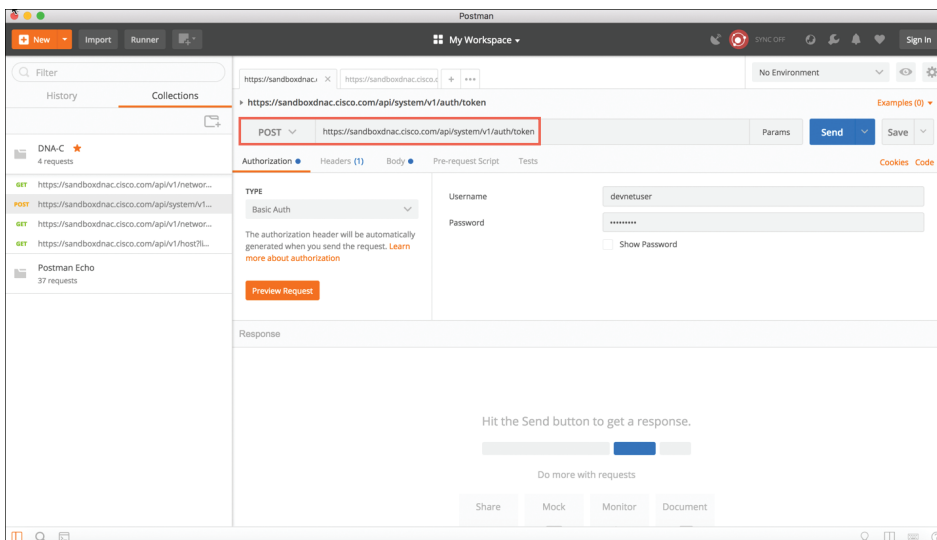 Postman
New Import Runner My Workspace SYNC OFF Sign In
Filter
History Collections
DNA-C
4 requests
GET https://sandboxdnac.cisco.com/api/v1/networ...
POST https://sandboxdnac.cisco.com/api/system/v1...
GET https://sandboxdnac.cisco.com/api/v1/networ...
GET https://sandboxdnac.cisco.com/api/v1/host?li...
Postman Echo
37 requests
https://sandboxdnac.c https://sandboxdnac.cisco.c + •••
No Environment
https://sandboxdnac.cisco.com/api/system/v1/auth/token
Examples (0)
POST https://sandboxdnac.cisco.com/api/system/v1/auth/token Params Send Save
Authorization Headers (1) Body Pre-request Script Tests Cookies Code
TYPE
Basic Auth
The authorization header will be automatically
generated when you send the request. Learn
more about authorization
Preview Request
Username devnetuser
Password •••••••••
Show Password
Response
Hit the Send button to get a response.
Do more with requests
Share Mock Monitor Document